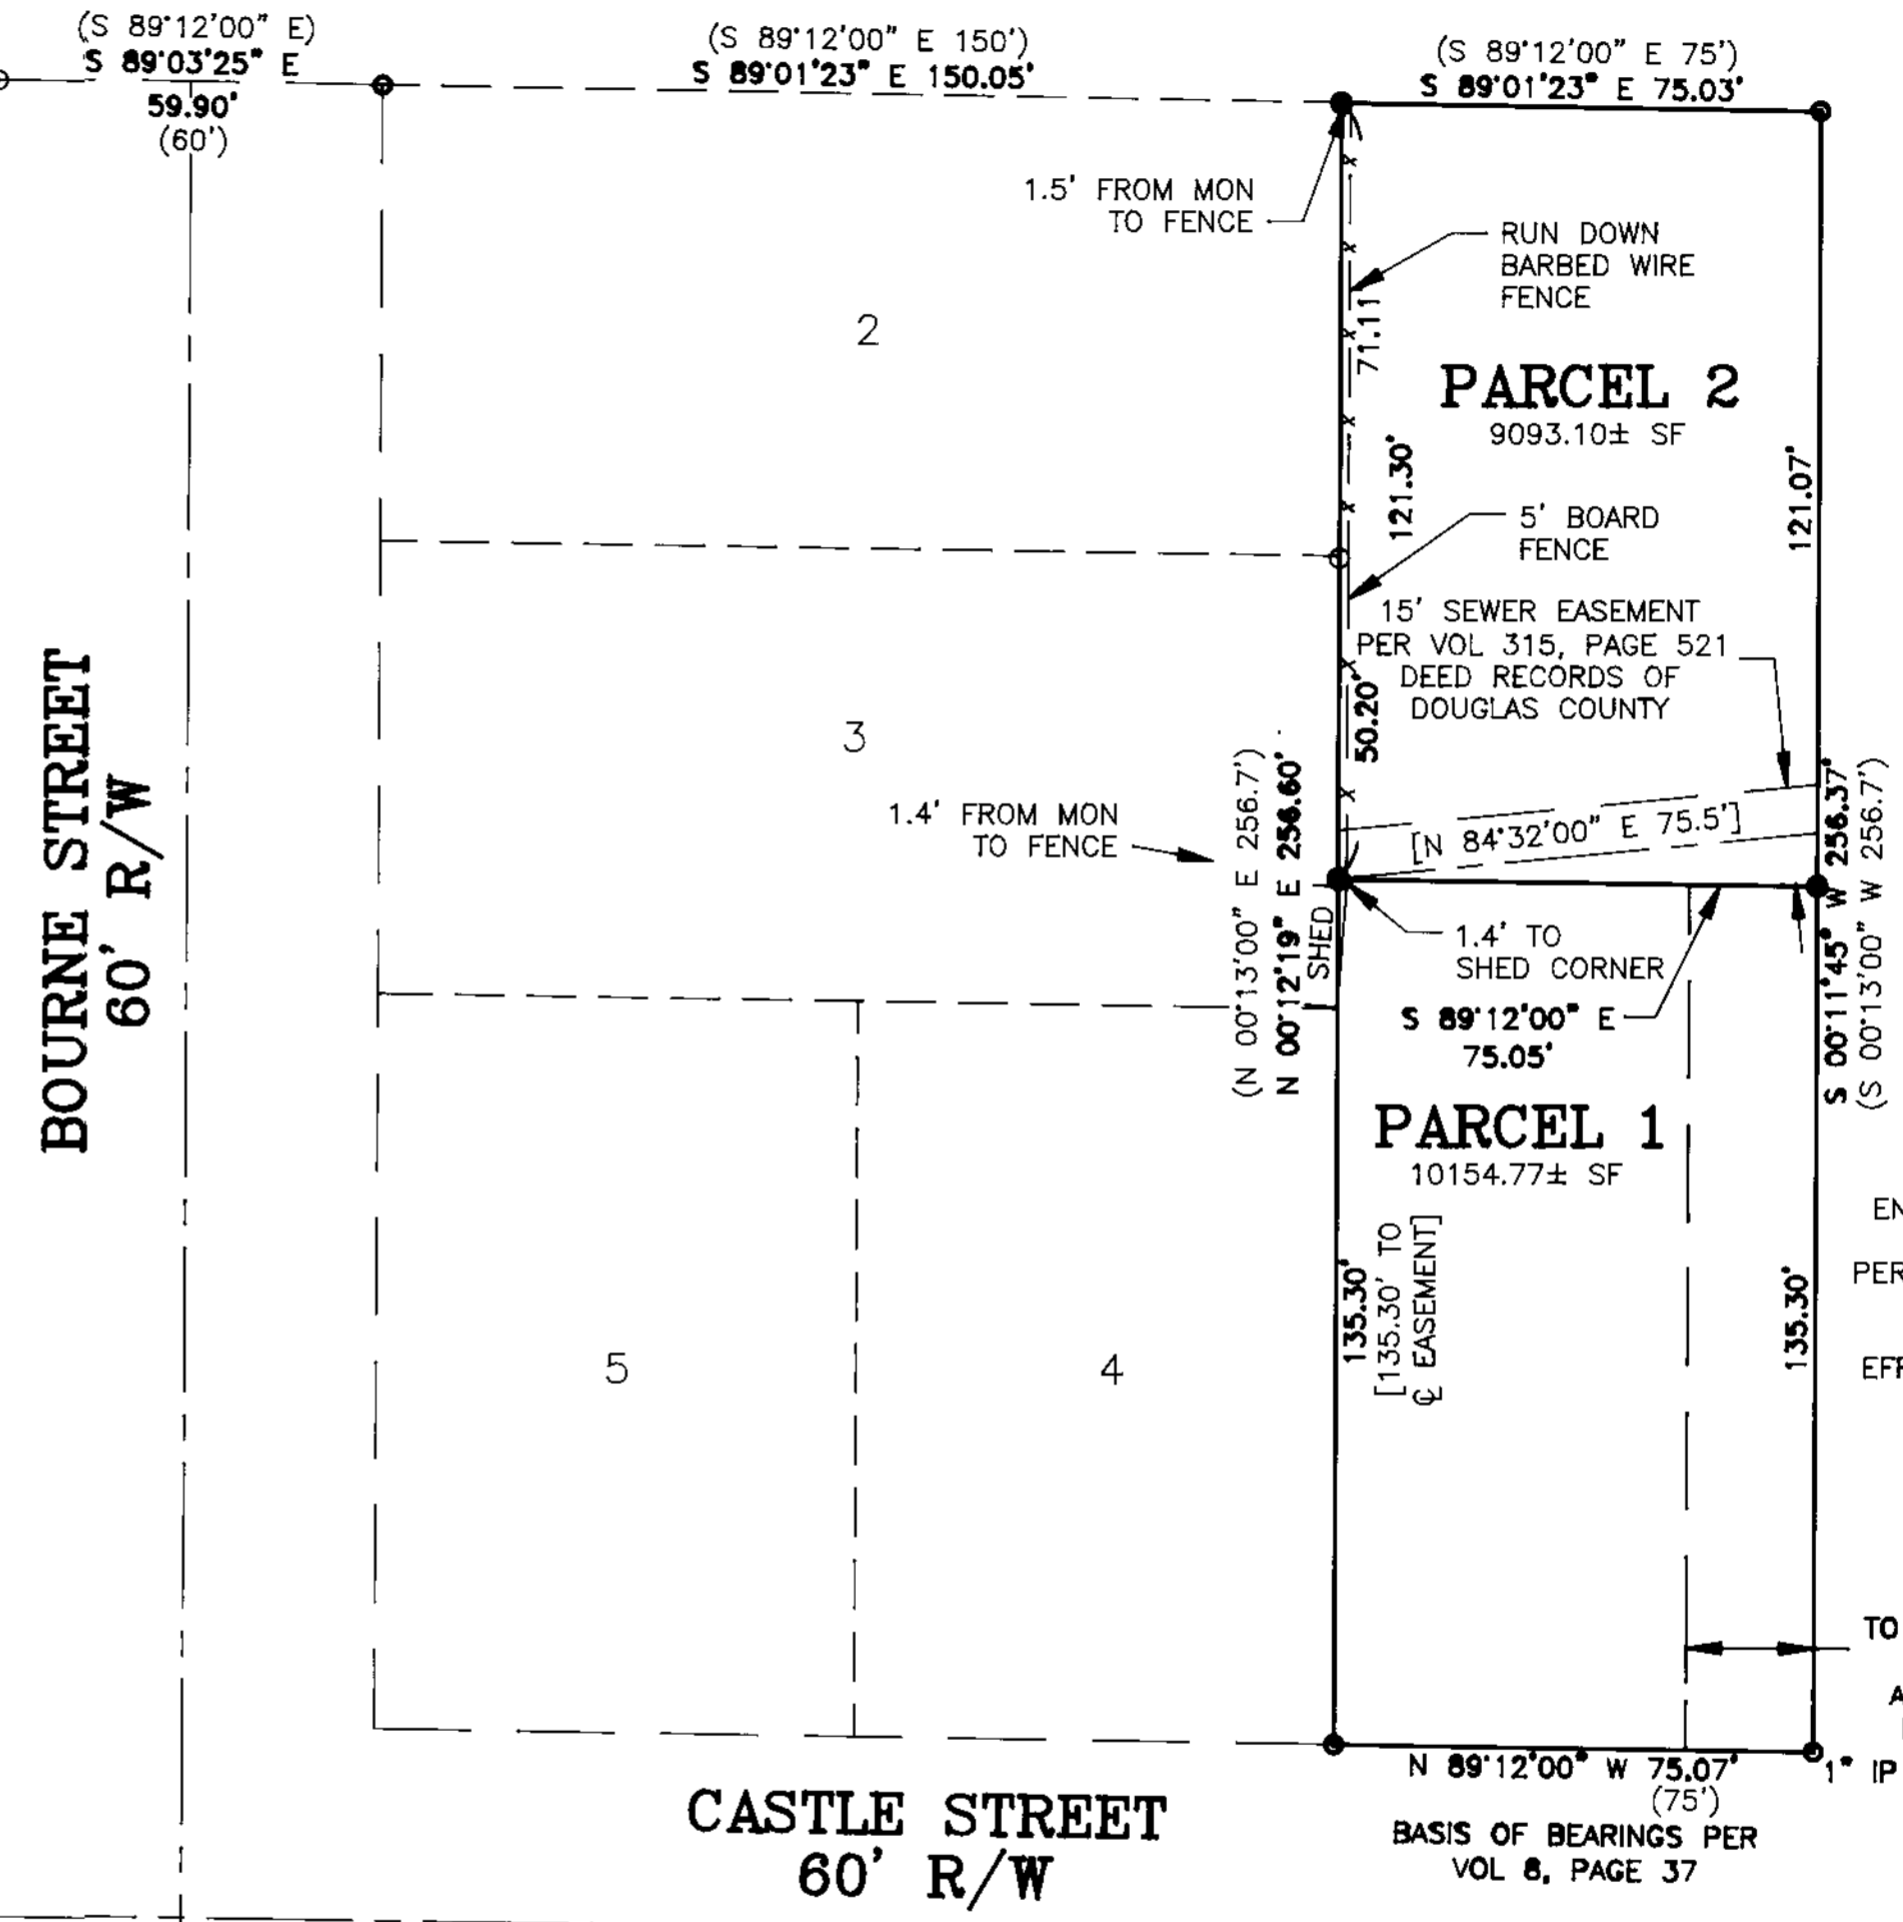 (S 89°12'00" E)
S 89°03'25" E
59.90'
(60')
(S 89°12'00" E 150')
S 89°01'23" E 150.05'
(S 89°12'00" E 75')
S 89°01'23" E 75.03'
1.5' FROM MON
TO FENCE
RUN DOWN
BARBED WIRE
FENCE
71.11
2
PARCEL 2
9093.10± SF
121.30'
121.07'
5' BOARD
FENCE
15' SEWER EASEMENT
PER VOL 315, PAGE 521
DEED RECORDS OF
DOUGLAS COUNTY
50.20'
3
BOURNE STREET
60' R/W
1.4' FROM MON
TO FENCE
(N 00°13'00" E 256.7')
N 00°12'19" E 256.60'
SHED
[N 84°32'00" E 75.5']
S 00°11'45" W 256.37'
(S 00°13'00" W 256.7')
1.4' TO
SHED CORNER
S 89°12'00" E
75.05'
PARCEL 1
10154.77± SF
135.30'
[135.30' TO
℄ EASEMENT]
135.30'
EN
PER
EFF
5
4
TO
A
1" IP
N 89°12'00" W 75.07'
(75')
BASIS OF BEARINGS PER
VOL 8, PAGE 37
CASTLE STREET
60' R/W